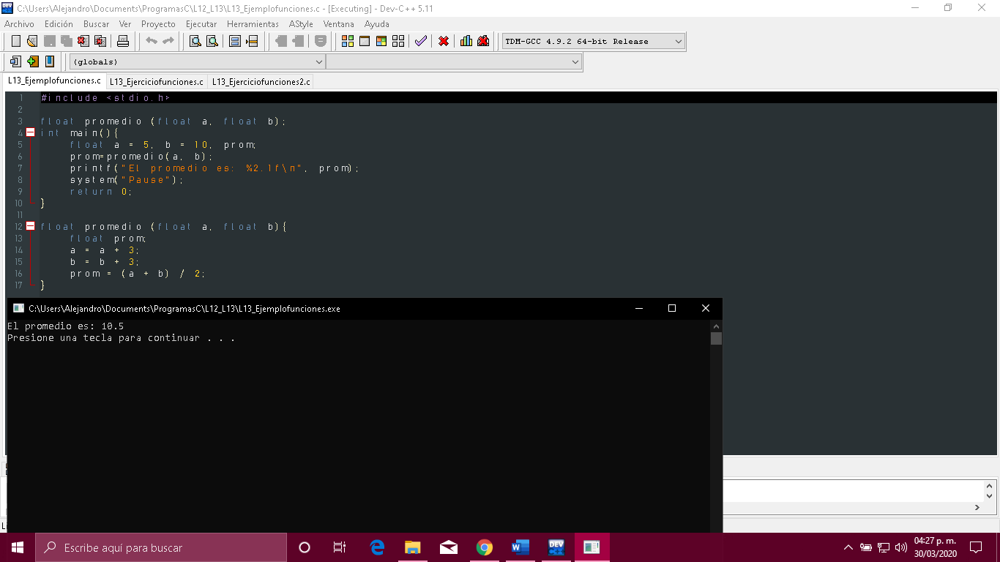 C:\Users\Alejandro\Documents\ProgramasC\L12_L13\L13_Ejemplofunciones.c - [Executing] - Dev-C++ 5.11
Archivo Edición Buscar Ver Proyecto Ejecutar Herramientas AStyle Ventana Ayuda
TDM-GCC 4.9.2 64-bit Release
(globals)
L13_Ejemplofunciones.c L13_Ejerciciofunciones.c L13_Ejerciciofunciones2.c
1 #include <stdio.h>
2
3 float promedio (float a, float b);
4 int main(){
5 float a = 5, b = 10, prom;
6 prom=promedio(a, b);
7 printf("El promedio es: %2.1f\n", prom);
8 system("Pause");
9 return 0;
10 }
11
12 float promedio (float a, float b){
13 float prom;
14 a = a + 3;
15 b = b + 3;
16 prom = (a + b) / 2;
17 }
C:\Users\Alejandro\Documents\ProgramasC\L12_L13\L13_Ejemplofunciones.exe
El promedio es: 10.5
Presione una tecla para continuar . . .
Escribe aquí para buscar
DEV
04:27 p. m.
30/03/2020